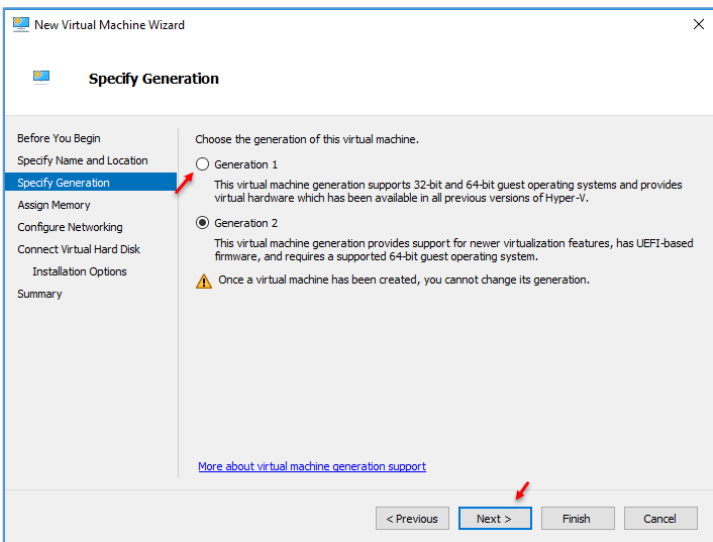 New Virtual Machine Wizard
Specify Generation
Before You Begin
Specify Name and Location
Specify Generation
Assign Memory
Configure Networking
Connect Virtual Hard Disk
Installation Options
Summary
Choose the generation of this virtual machine.
Generation 1
This virtual machine generation supports 32-bit and 64-bit guest operating systems and provides
virtual hardware which has been available in all previous versions of Hyper-V.
Generation 2
This virtual machine generation provides support for newer virtualization features, has UEFI-based
firmware, and requires a supported 64-bit guest operating system.
Once a virtual machine has been created, you cannot change its generation.
More about virtual machine generation support
< Previous
Next >
Finish
Cancel